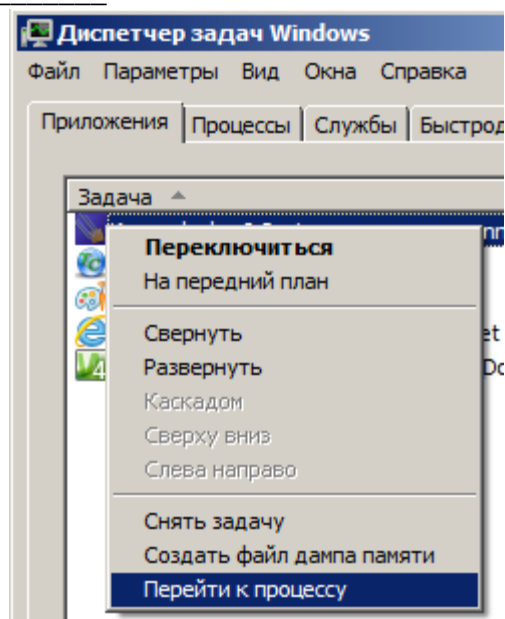 Диспетчер задач Windows
Файл Параметры Вид Окна Справка
Приложения Процессы Службы Быстрод
Задача
Переключиться
На передний план
Свернуть
Развернуть
Каскадом
Сверху вниз
Слева направо
Снять задачу
Создать файл дампа памяти
Перейти к процессу